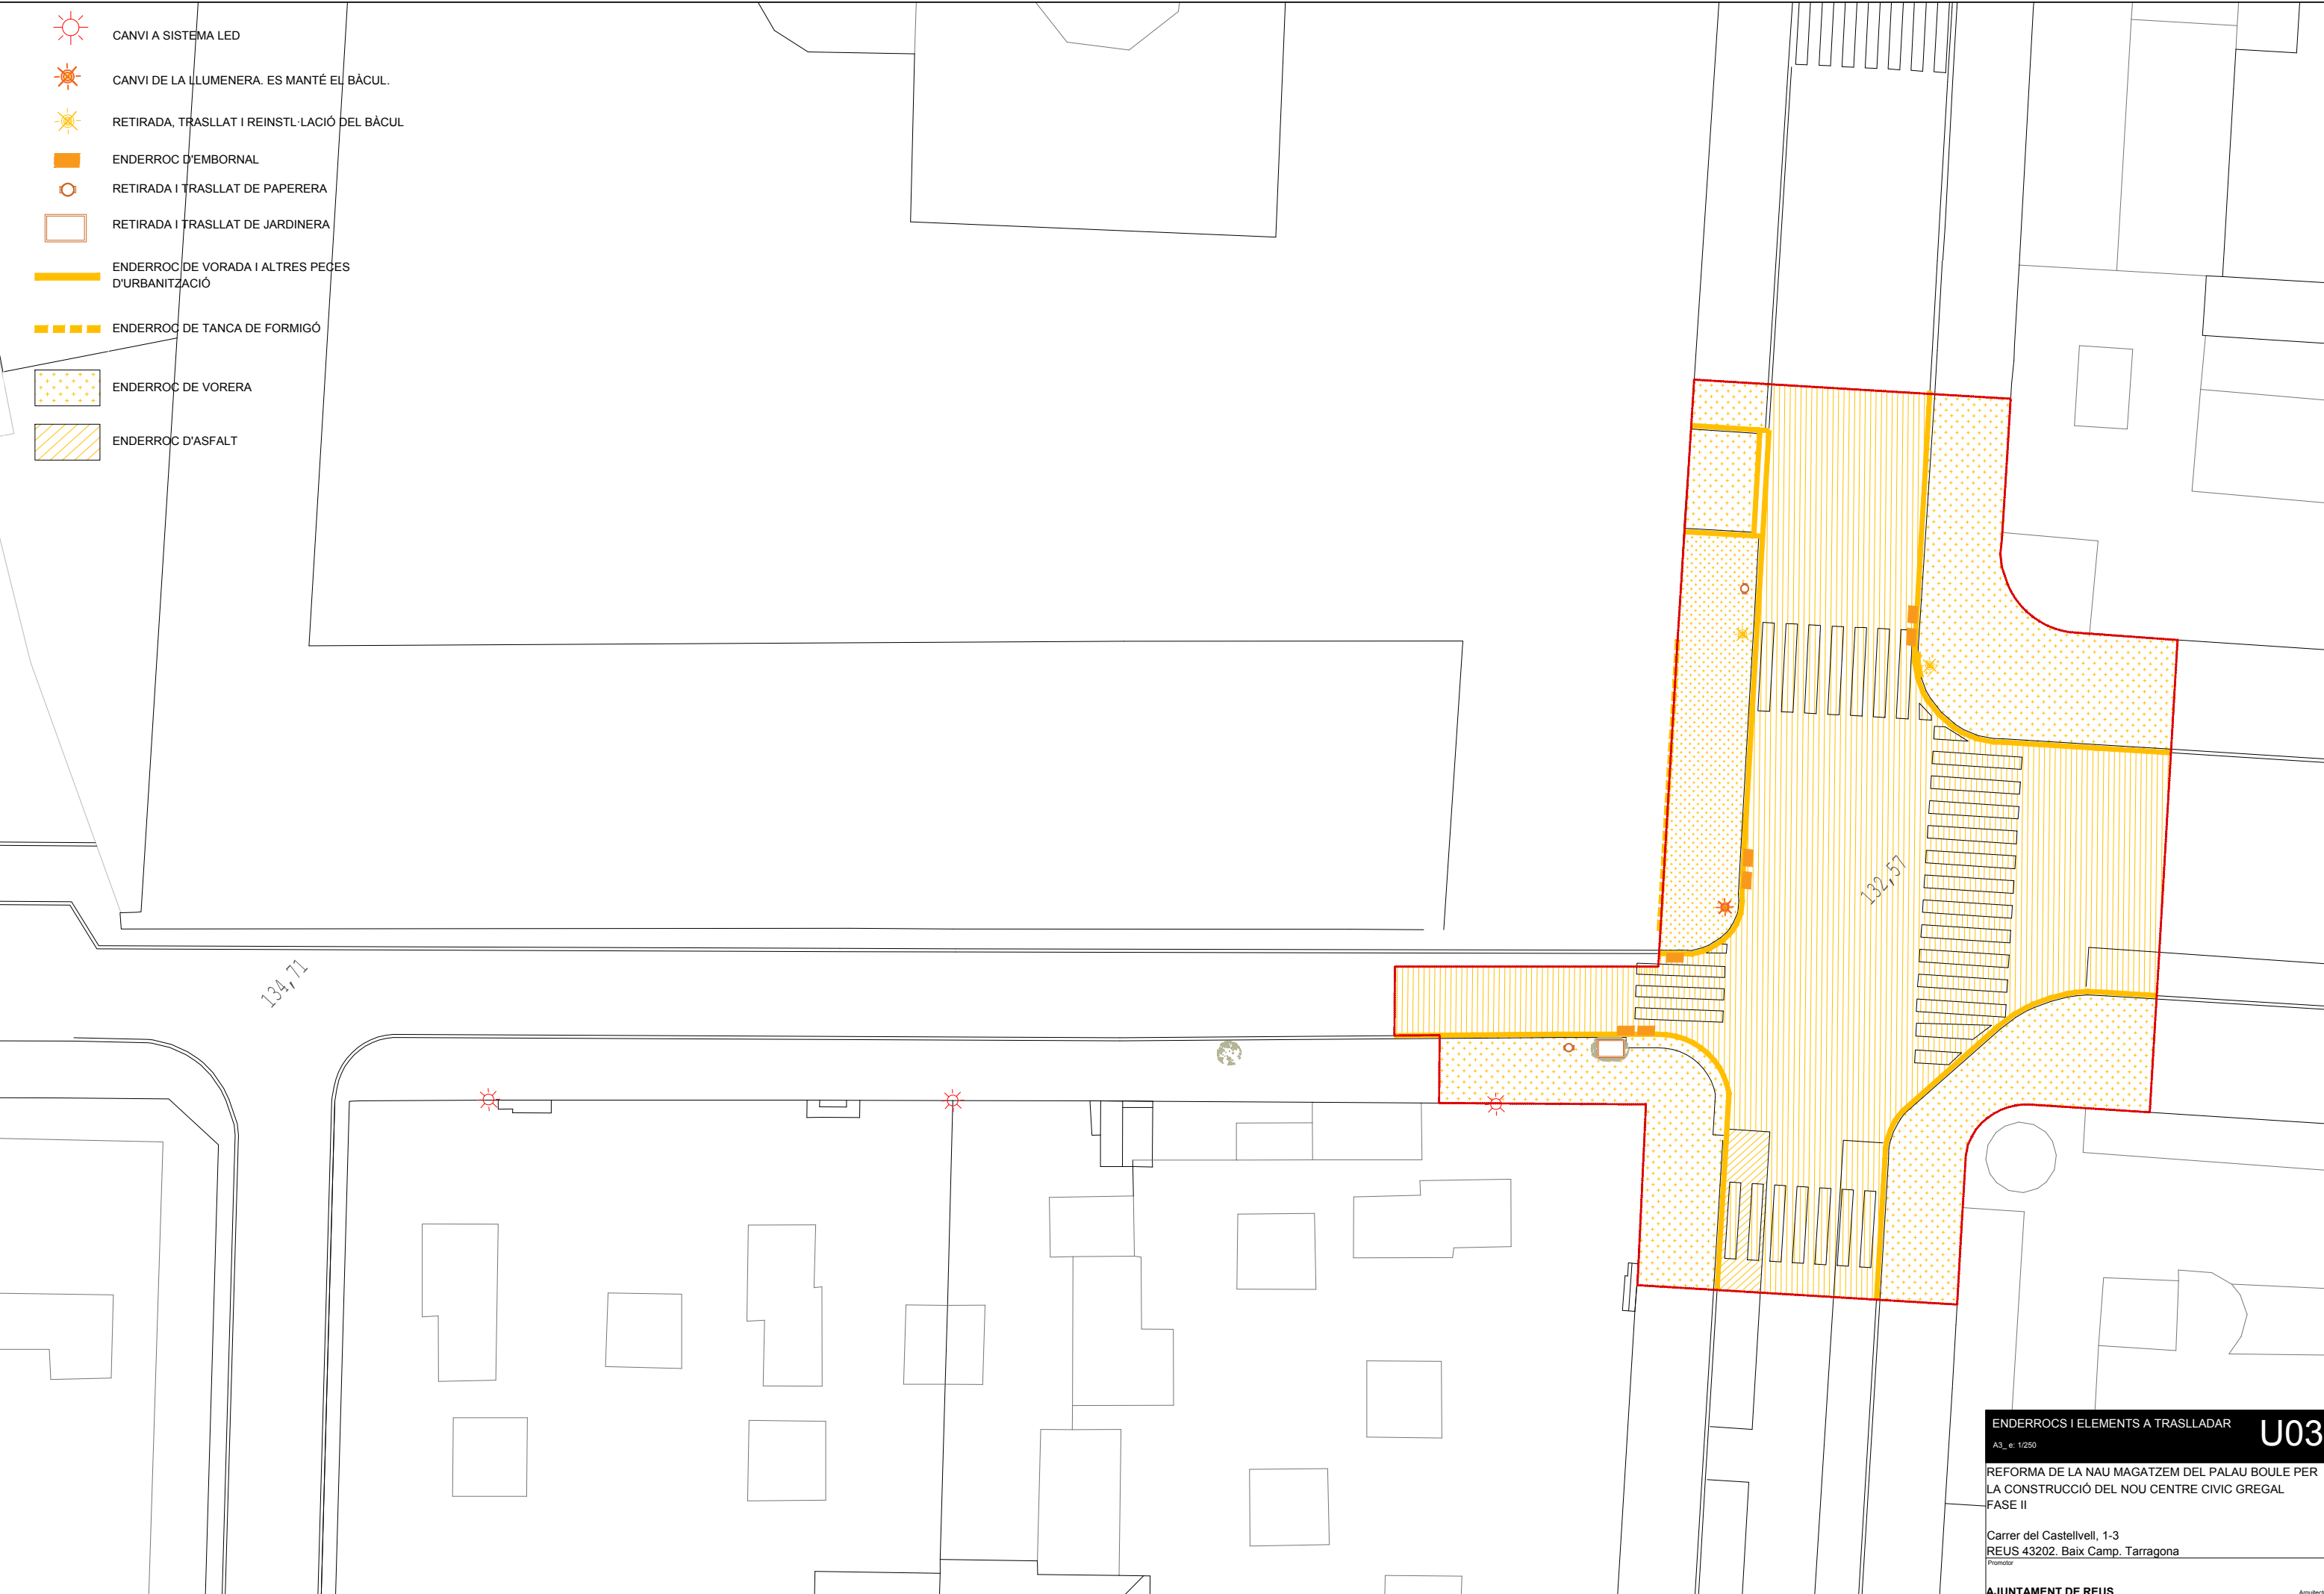 CANVI A SISTEMA LED
CANVI DE LA LLUMENERA. ES MANTÉ EL BÀCUL.
RETIRADA, TRASLLAT I REINSTL·LACIÓ DEL BÀCUL
ENDERROC D'EMBORNAL
RETIRADA I TRASLLAT DE PAPERERA
RETIRADA I TRASLLAT DE JARDINERA
ENDERROC DE VORADA I ALTRES PECES
D'URBANITZACIÓ
ENDERROC DE TANCA DE FORMIGÓ
ENDERROC DE VORERA
ENDERROC D'ASFALT
132,57
134,71
ENDERROCS I ELEMENTS A TRASLLADAR U03
A3_ e: 1/250
REFORMA DE LA NAU MAGATZEM DEL PALAU BOULE PER
LA CONSTRUCCIÓ DEL NOU CENTRE CIVIC GREGAL
FASE II
Carrer del Castellvell, 1-3
REUS 43202. Baix Camp. Tarragona
Promotor
AJUNTAMENT DE REUS